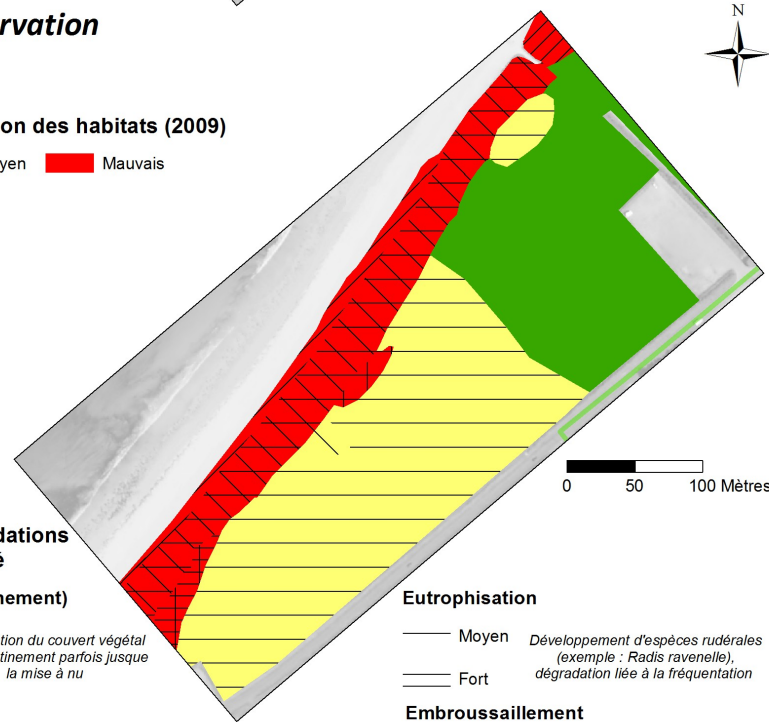 rvation
N
on des habitats (2009)
yen Mauvais
0 50 100 Mètres
dations
é
nement)
tion du couvert végétal
tinement parfois jusque
la mise à nu
Eutrophisation
Moyen
Fort
Développement d'espèces rudérales
(exemple : Radis ravenelle),
dégradation liée à la fréquentation
Embroussaillement